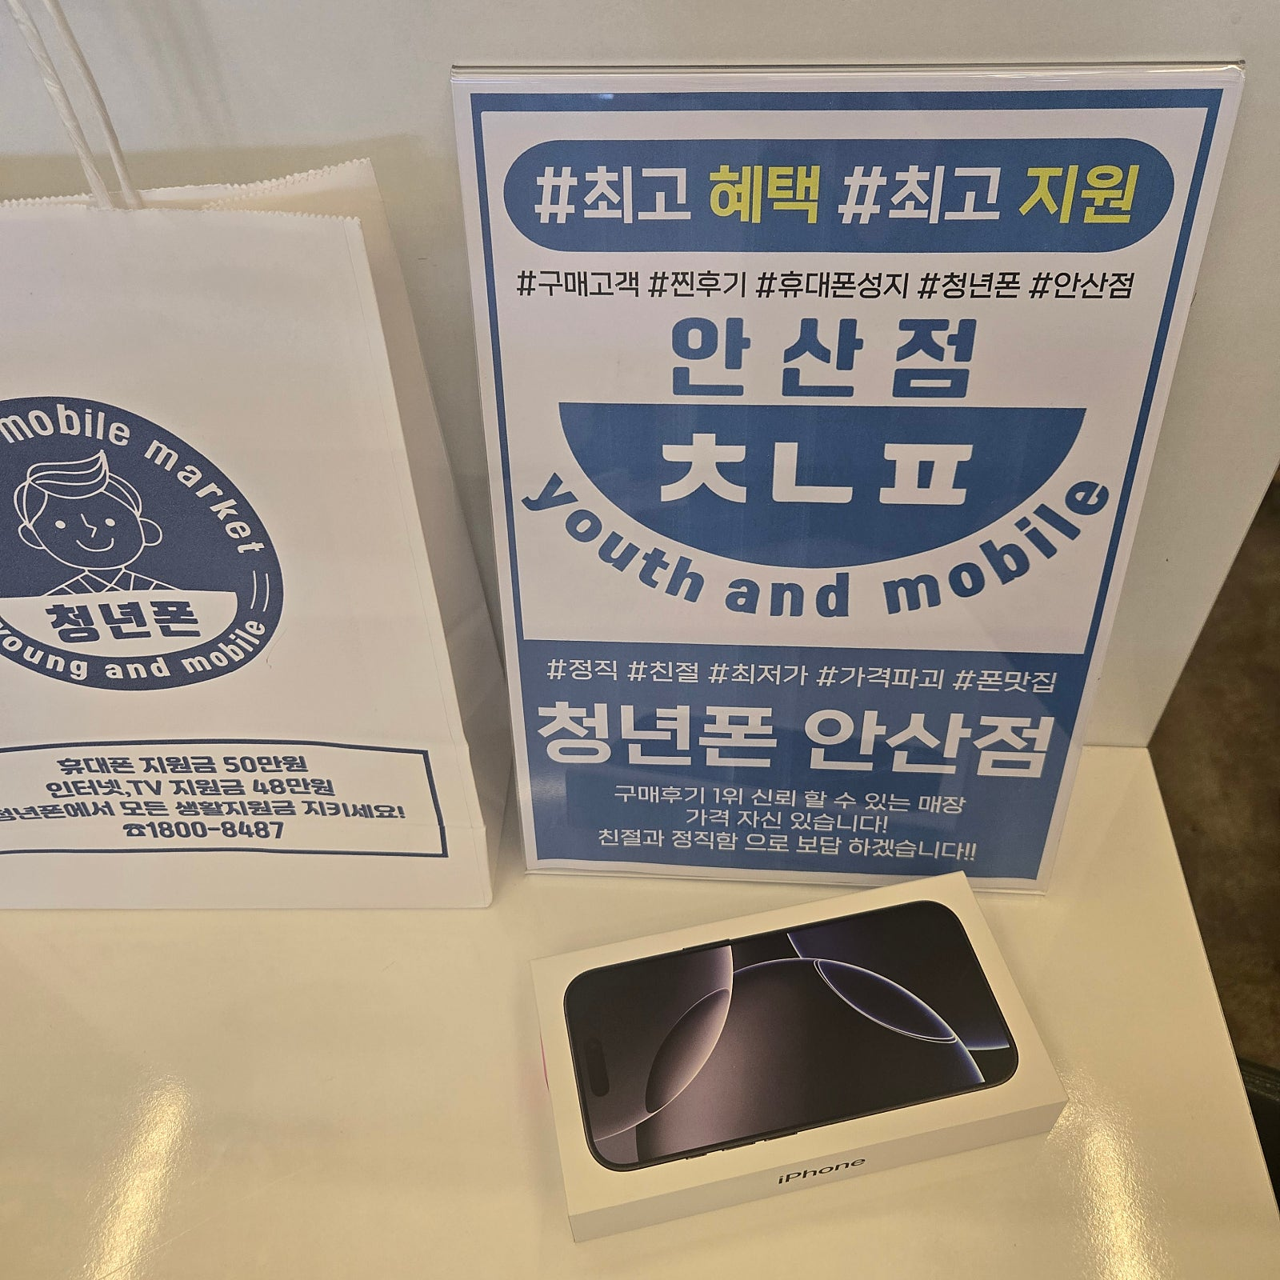 mobile market
청년폰
young and mobile
휴대폰 지원금 50만원
인터넷,TV 지원금 48만원
청년폰에서 모든 생활지원금 지키세요!
☎1800-8487
#최고 혜택 #최고 지원
#구매고객 #찐후기 #휴대폰성지 #청년폰 #안산점
안산점
ㅊㄴㅍ
youth and mobile
#정직 #친절 #최저가 #가격파괴 #폰맛집
청년폰 안산점
구매후기 1위 신뢰 할 수 있는 매장
가격 자신 있습니다!
친절과 정직함 으로 보답 하겠습니다!!
iPhone